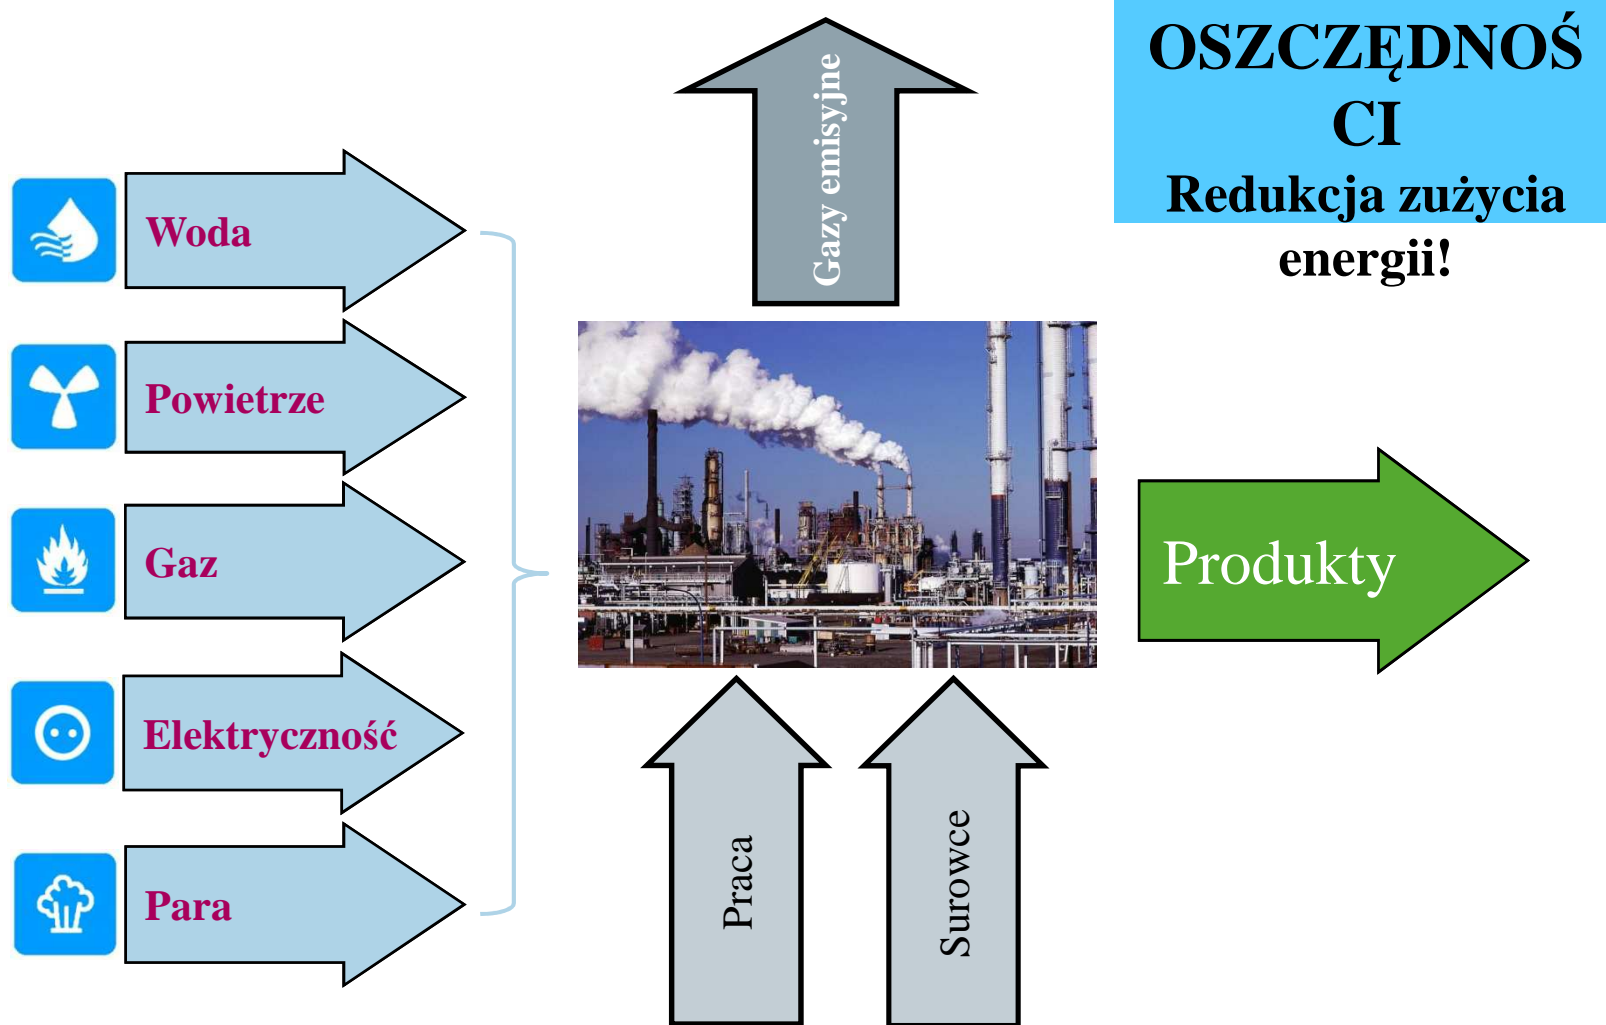 OSZCZĘDNOŚ
CI
Redukcja zużycia
energii!
Gazy emisyjne
Woda
Powietrze
Gaz
Elektryczność
Para
Produkty
Praca
Surowce